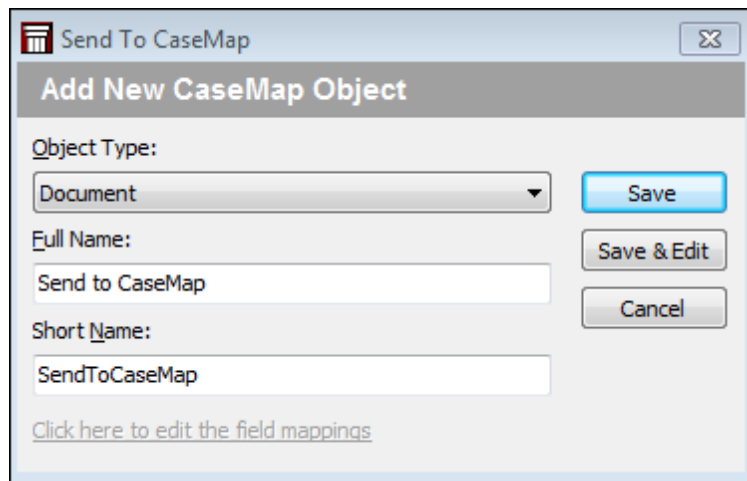 Send To CaseMap
Add New CaseMap Object
Object Type:
Document
Save
Full Name:
Save & Edit
Send to CaseMap
Cancel
Short Name:
SendToCaseMap
Click here to edit the field mappings